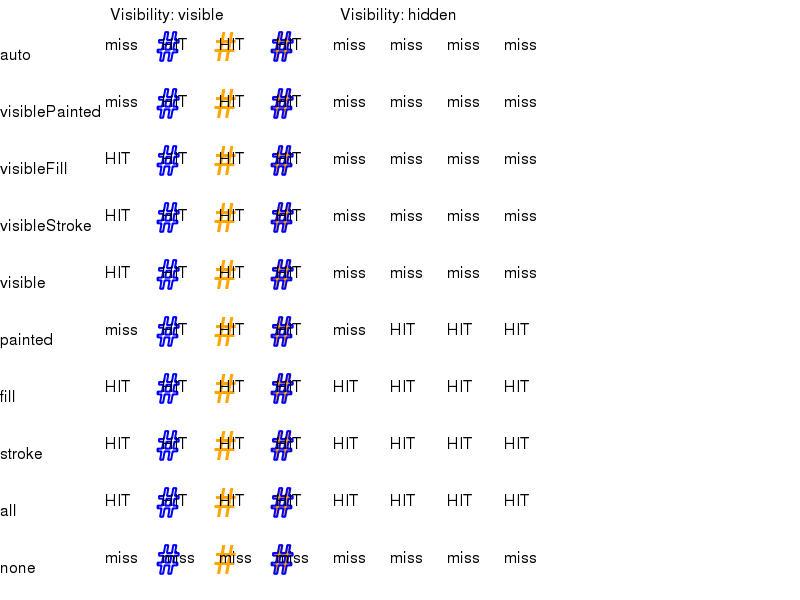 Visibility: visible Visibility: hidden
auto miss # HIT # HIT # HIT miss miss miss miss
visiblePainted miss # HIT # HIT # HIT miss miss miss miss
visibleFill HIT # HIT # HIT # HIT miss miss miss miss
visibleStroke HIT # HIT # HIT # HIT miss miss miss miss
visible HIT # HIT # HIT # HIT miss miss miss miss
painted miss # HIT # HIT # HIT miss HIT HIT HIT
fill HIT # HIT # HIT # HIT HIT HIT HIT HIT
stroke HIT # HIT # HIT # HIT HIT HIT HIT HIT
all HIT # HIT # HIT # HIT HIT HIT HIT HIT
none miss # miss # miss # miss miss miss miss miss